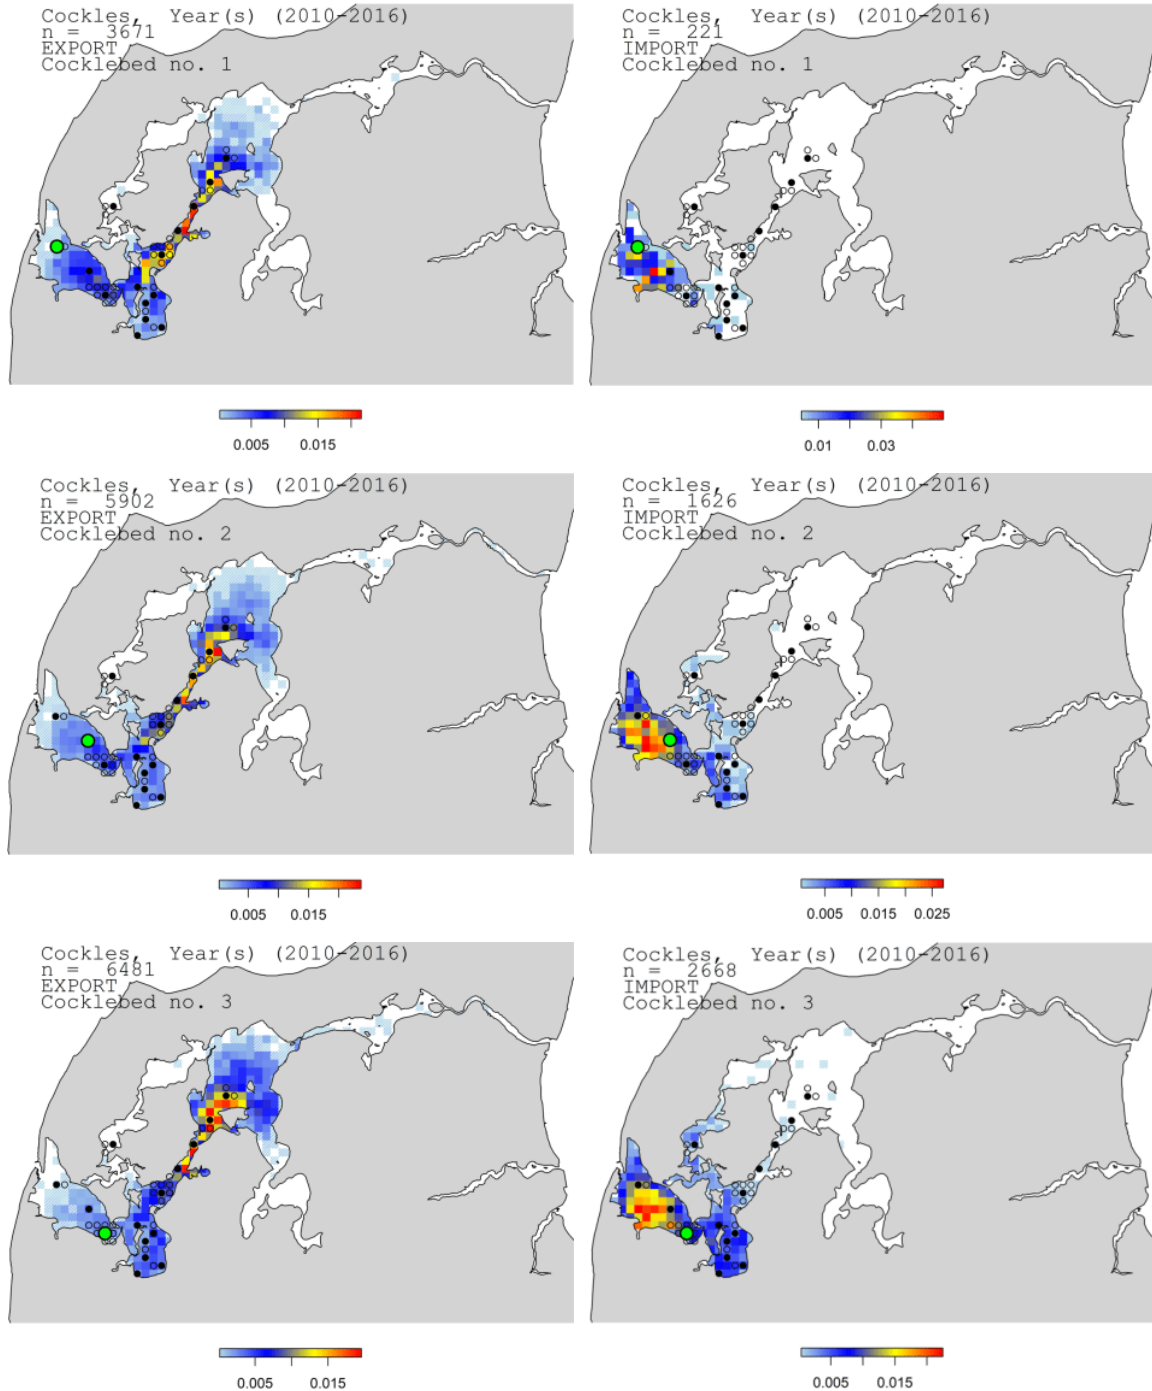 Cockles, Year(s) (2010-2016)
n = 3671
EXPORT
Cocklebed no. 1
0.005 0.015
Cockles, Year(s) (2010-2016)
n = 221
IMPORT
Cocklebed no. 1
0.01 0.03
Cockles, Year(s) (2010-2016)
n = 5902
EXPORT
Cocklebed no. 2
0.005 0.015
Cockles, Year(s) (2010-2016)
n = 1626
IMPORT
Cocklebed no. 2
0.005 0.015 0.025
Cockles, Year(s) (2010-2016)
n = 6481
EXPORT
Cocklebed no. 3
0.005 0.015
Cockles, Year(s) (2010-2016)
n = 2668
IMPORT
Cocklebed no. 3
0.005 0.015